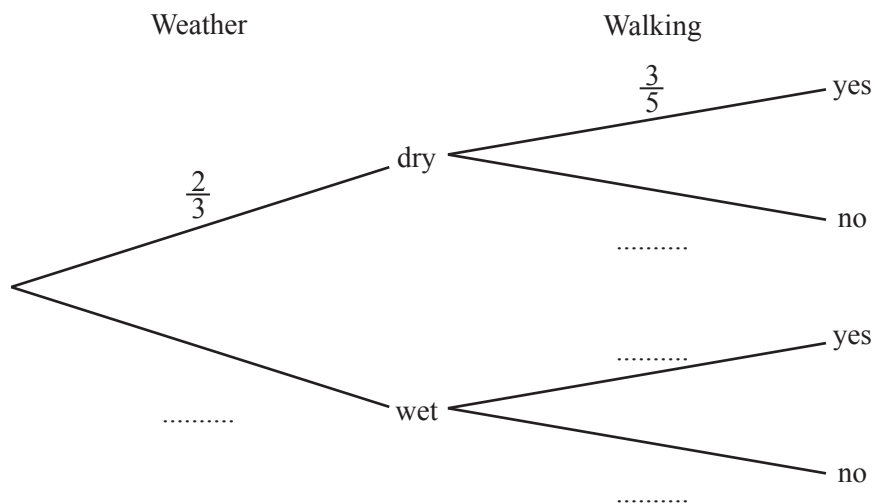 Weather Walking
3/5
yes
dry
2/3
no
..........
yes
..........
wet
..........
no
..........